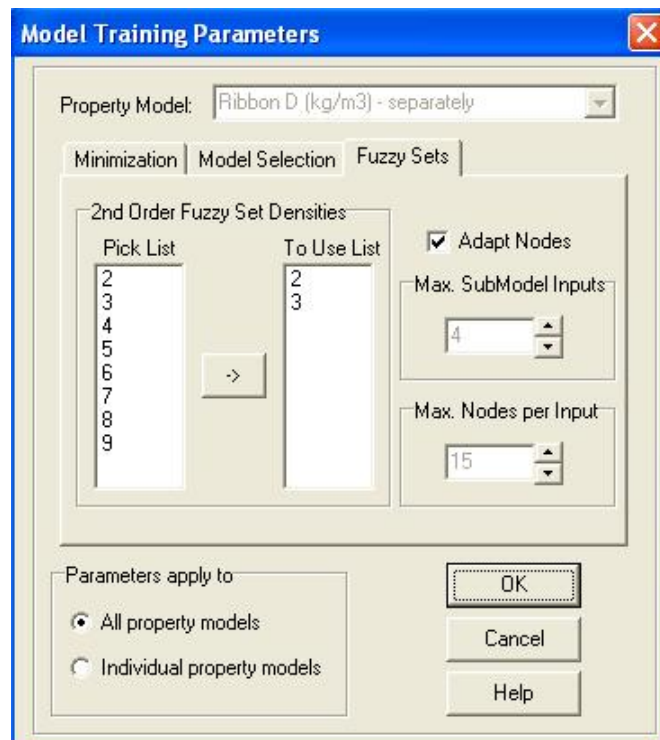 Model Training Parameters
Property Model: Ribbon D (kg/m3) - separately
Minimization Model Selection Fuzzy Sets
2nd Order Fuzzy Set Densities
Pick List
2
3
4
5
6
7
8
9
->
To Use List
2
3
Adapt Nodes
Max. SubModel Inputs
4
Max. Nodes per Input
15
Parameters apply to
All property models
Individual property models
OK
Cancel
Help